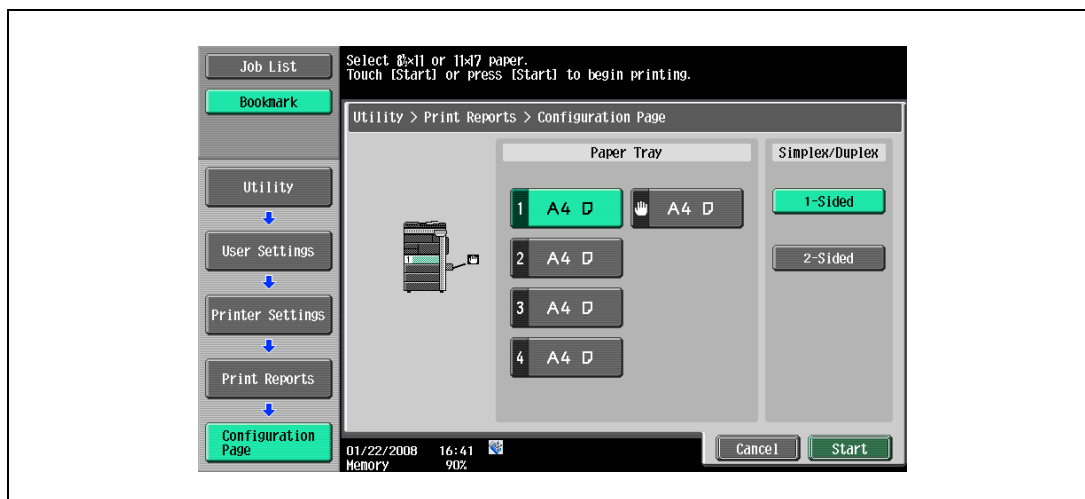 Job List
Bookmark
Select 8½×11 or 11×17 paper.
Touch [Start] or press [Start] to begin printing.
Utility > Print Reports > Configuration Page
Paper Tray
Simplex/Duplex
1 A4
A4
1-Sided
2 A4
2-Sided
3 A4
4 A4
1
Utility
User Settings
Printer Settings
Print Reports
Configuration
Page
01/22/2008 16:41
Memory 90%
Cancel
Start